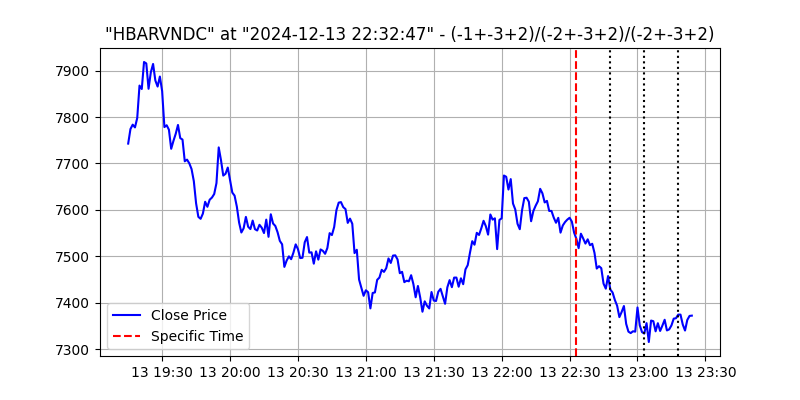 "HBARVNDC" at "2024-12-13 22:32:47" - (-1+-3+2)/(-2+-3+2)/(-2+-3+2)
7900
7800
7700
7600
7500
7400
7300
Close Price
Specific Time
13 19:30 13 20:00 13 20:30 13 21:00 13 21:30 13 22:00 13 22:30 13 23:00 13 23:30